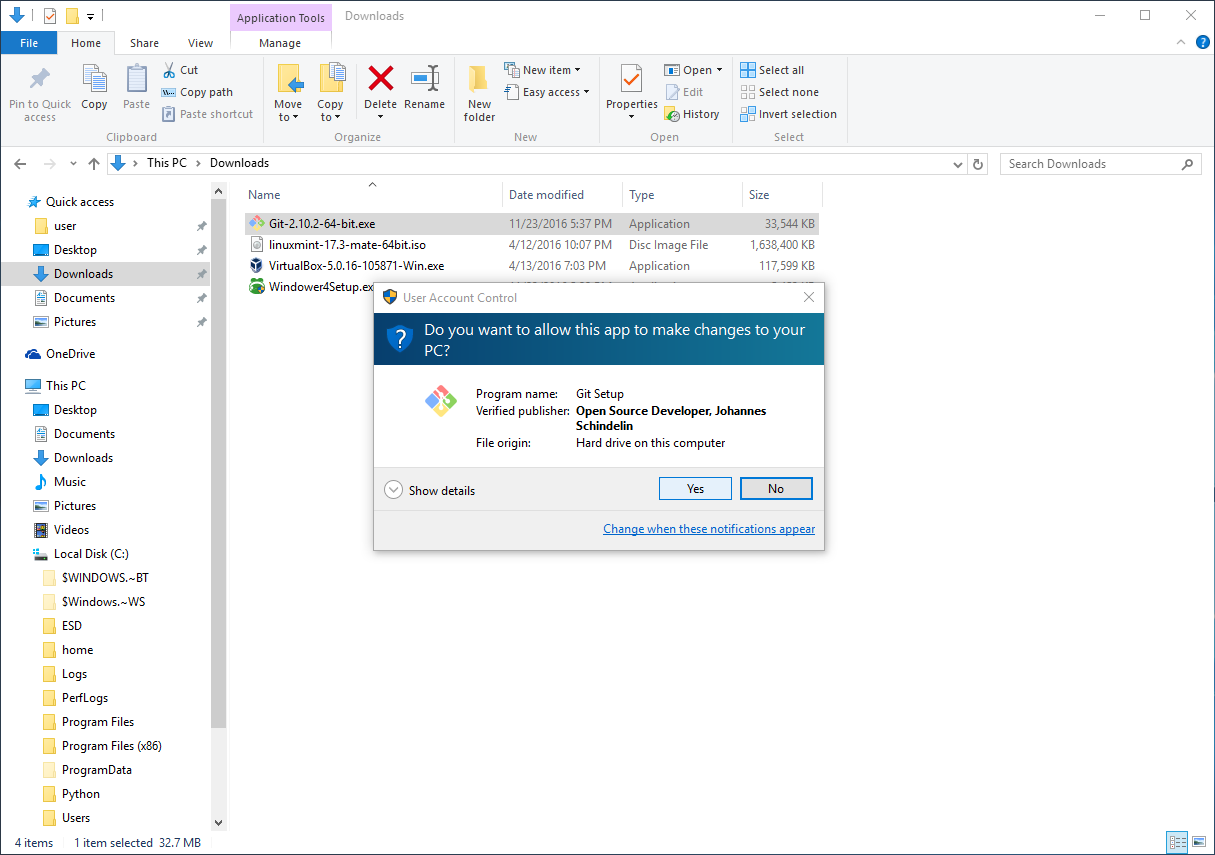 Application Tools Downloads
File Home Share View Manage
Pin to Quick access
Copy
Paste
Cut
Copy path
Paste shortcut
Clipboard
Move to
Copy to
Delete
Rename
Organize
New folder
New item
Easy access
New
Properties
Open
Edit
History
Open
Select all
Select none
Invert selection
Select
This PC Downloads
Search Downloads
Quick access
user
Desktop
Downloads
Documents
Pictures
OneDrive
This PC
Desktop
Documents
Downloads
Music
Pictures
Videos
Local Disk (C:)
$WINDOWS.~BT
$Windows.~WS
ESD
home
Logs
PerfLogs
Program Files
Program Files (x86)
ProgramData
Python
Users
Name Date modified Type Size
Git-2.10.2-64-bit.exe 11/23/2016 5:37 PM Application 33,544 KB
linuxmint-17.3-mate-64bit.iso 4/12/2016 10:07 PM Disc Image File 1,638,400 KB
VirtualBox-5.0.16-105871-Win.exe 4/13/2016 7:03 PM Application 117,599 KB
Windower4Setup.ex
User Account Control
Do you want to allow this app to make changes to your
PC?
Program name: Git Setup
Verified publisher: Open Source Developer, Johannes
Schindelin
File origin: Hard drive on this computer
Show details
Yes No
Change when these notifications appear
4 items 1 item selected 32.7 MB